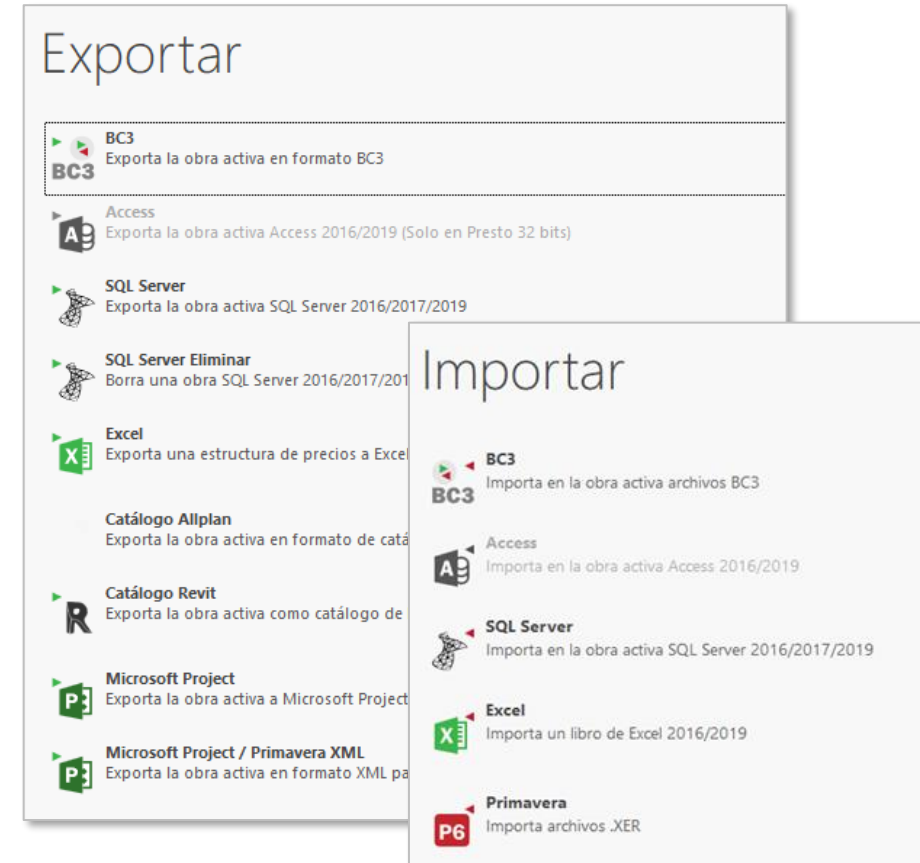 Exportar
BC3
BC3
Exporta la obra activa en formato BC3
A
Access
Exporta la obra activa Access 2016/2019 (Solo en Presto 32 bits)
SQL Server
Exporta la obra activa SQL Server 2016/2017/2019
SQL Server Eliminar
Borra una obra SQL Server 2016/2017/201
X
Excel
Exporta una estructura de precios a Excel
Catálogo Allplan
Exporta la obra activa en formato de catá
R
Catálogo Revit
Exporta la obra activa como catálogo de
P
Microsoft Project
Exporta la obra activa a Microsoft Project
P
Microsoft Project / Primavera XML
Exporta la obra activa en formato XML pa
Importar
BC3
BC3
Importa en la obra activa archivos BC3
A
Access
Importa en la obra activa Access 2016/2019
SQL Server
Importa en la obra activa SQL Server 2016/2017/2019
X
Excel
Importa un libro de Excel 2016/2019
P6
Primavera
Importa archivos .XER